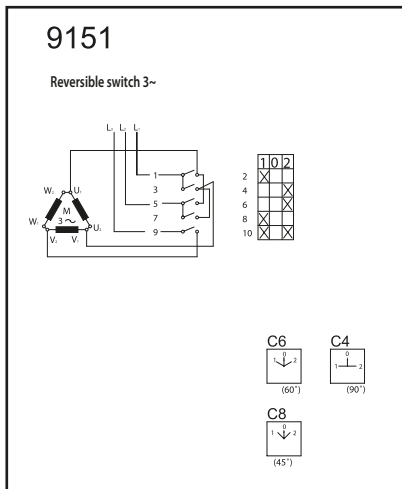 9151
Reversible switch 3~
L₃ L₂ L₁
1
3
5
7
9
W₂ U₁
M
3~
W₁ U₂
V₂ V₁
1 0 2
2 X
4 X
6 X
8 X
10 X X
C6 C4
0 0
1 2 1 2
(60°) (90°)
C8
0
1 2
(45°)